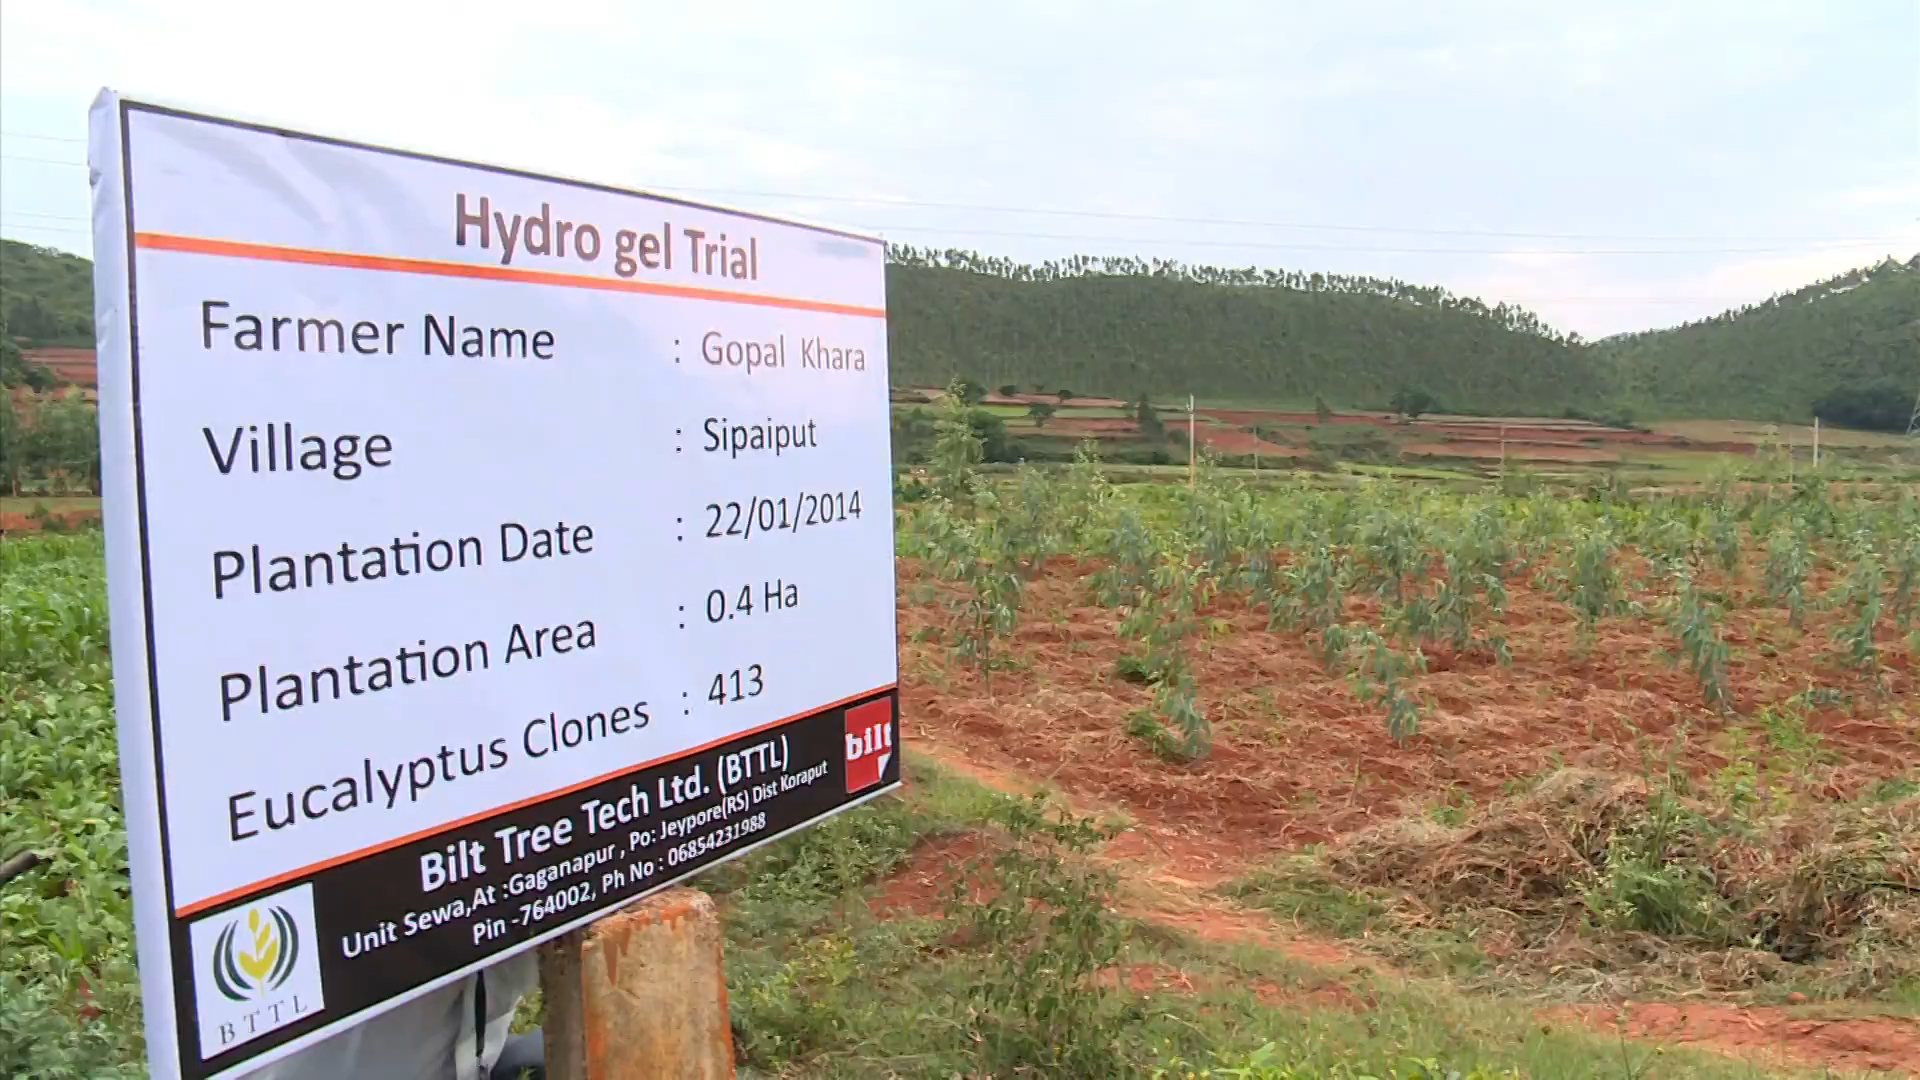 Hydro gel Trial
Farmer Name : Gopal Khara
Village : Sipaiput
Plantation Date : 22/01/2014
Plantation Area : 0.4 Ha
Eucalyptus Clones : 413
Bilt Tree Tech Ltd. (BTTL)
Unit Sewa,At :Gaganapur , Po: Jeypore(RS) Dist Koraput
Pin -764002, Ph No : 06854231988
bilt
BTTL